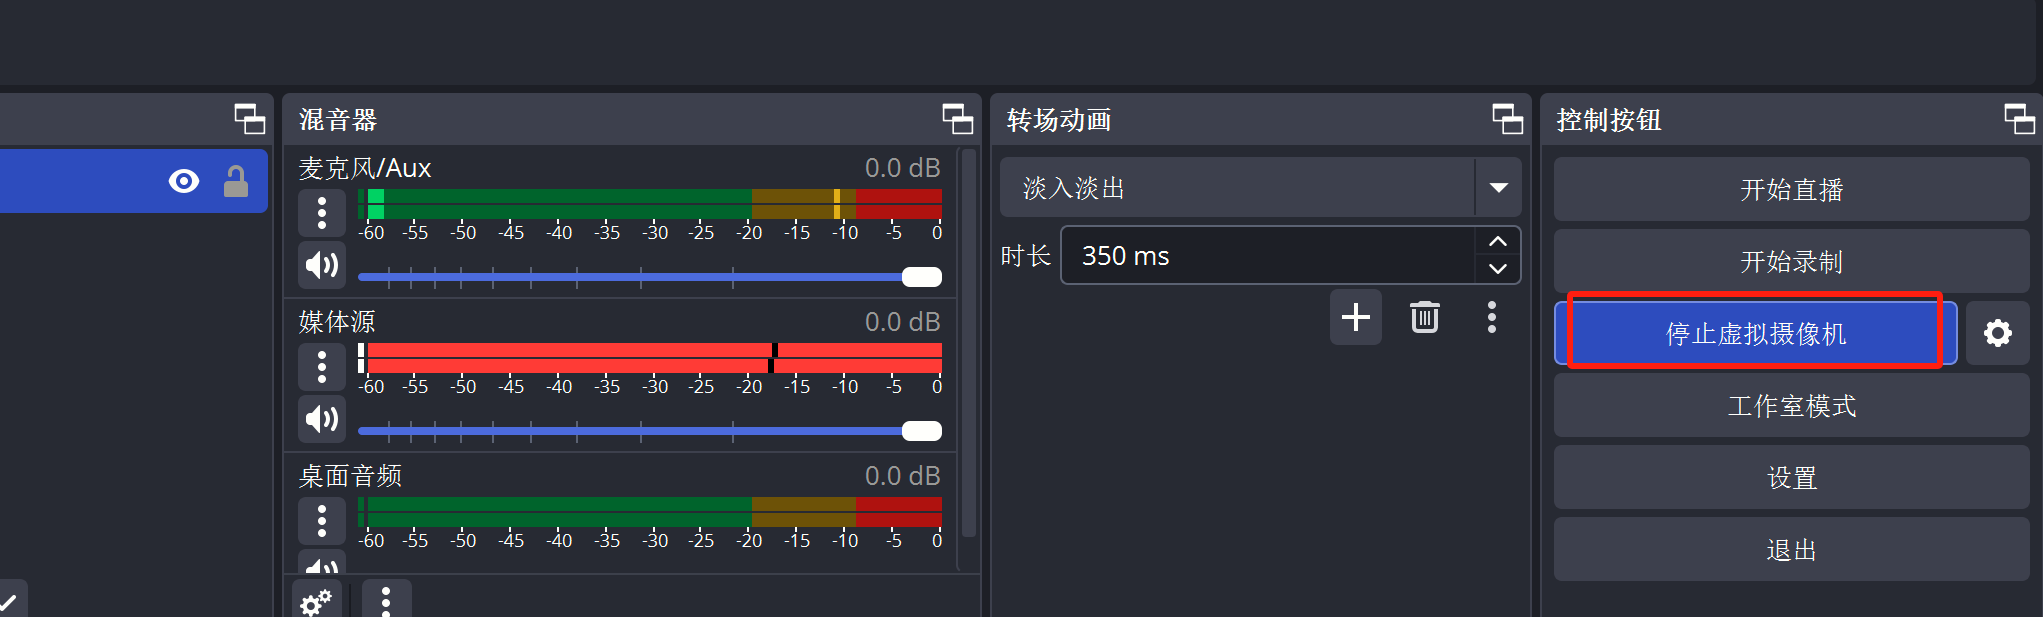 混音器
麦克风/Aux 0.0 dB
-60 -55 -50 -45 -40 -35 -30 -25 -20 -15 -10 -5 0
媒体源 0.0 dB
-60 -55 -50 -45 -40 -35 -30 -25 -20 -15 -10 -5 0
桌面音频 0.0 dB
-60 -55 -50 -45 -40 -35 -30 -25 -20 -15 -10 -5 0
转场动画
淡入淡出
时长 350 ms
控制按钮
开始直播
开始录制
停止虚拟摄像机
工作室模式
设置
退出